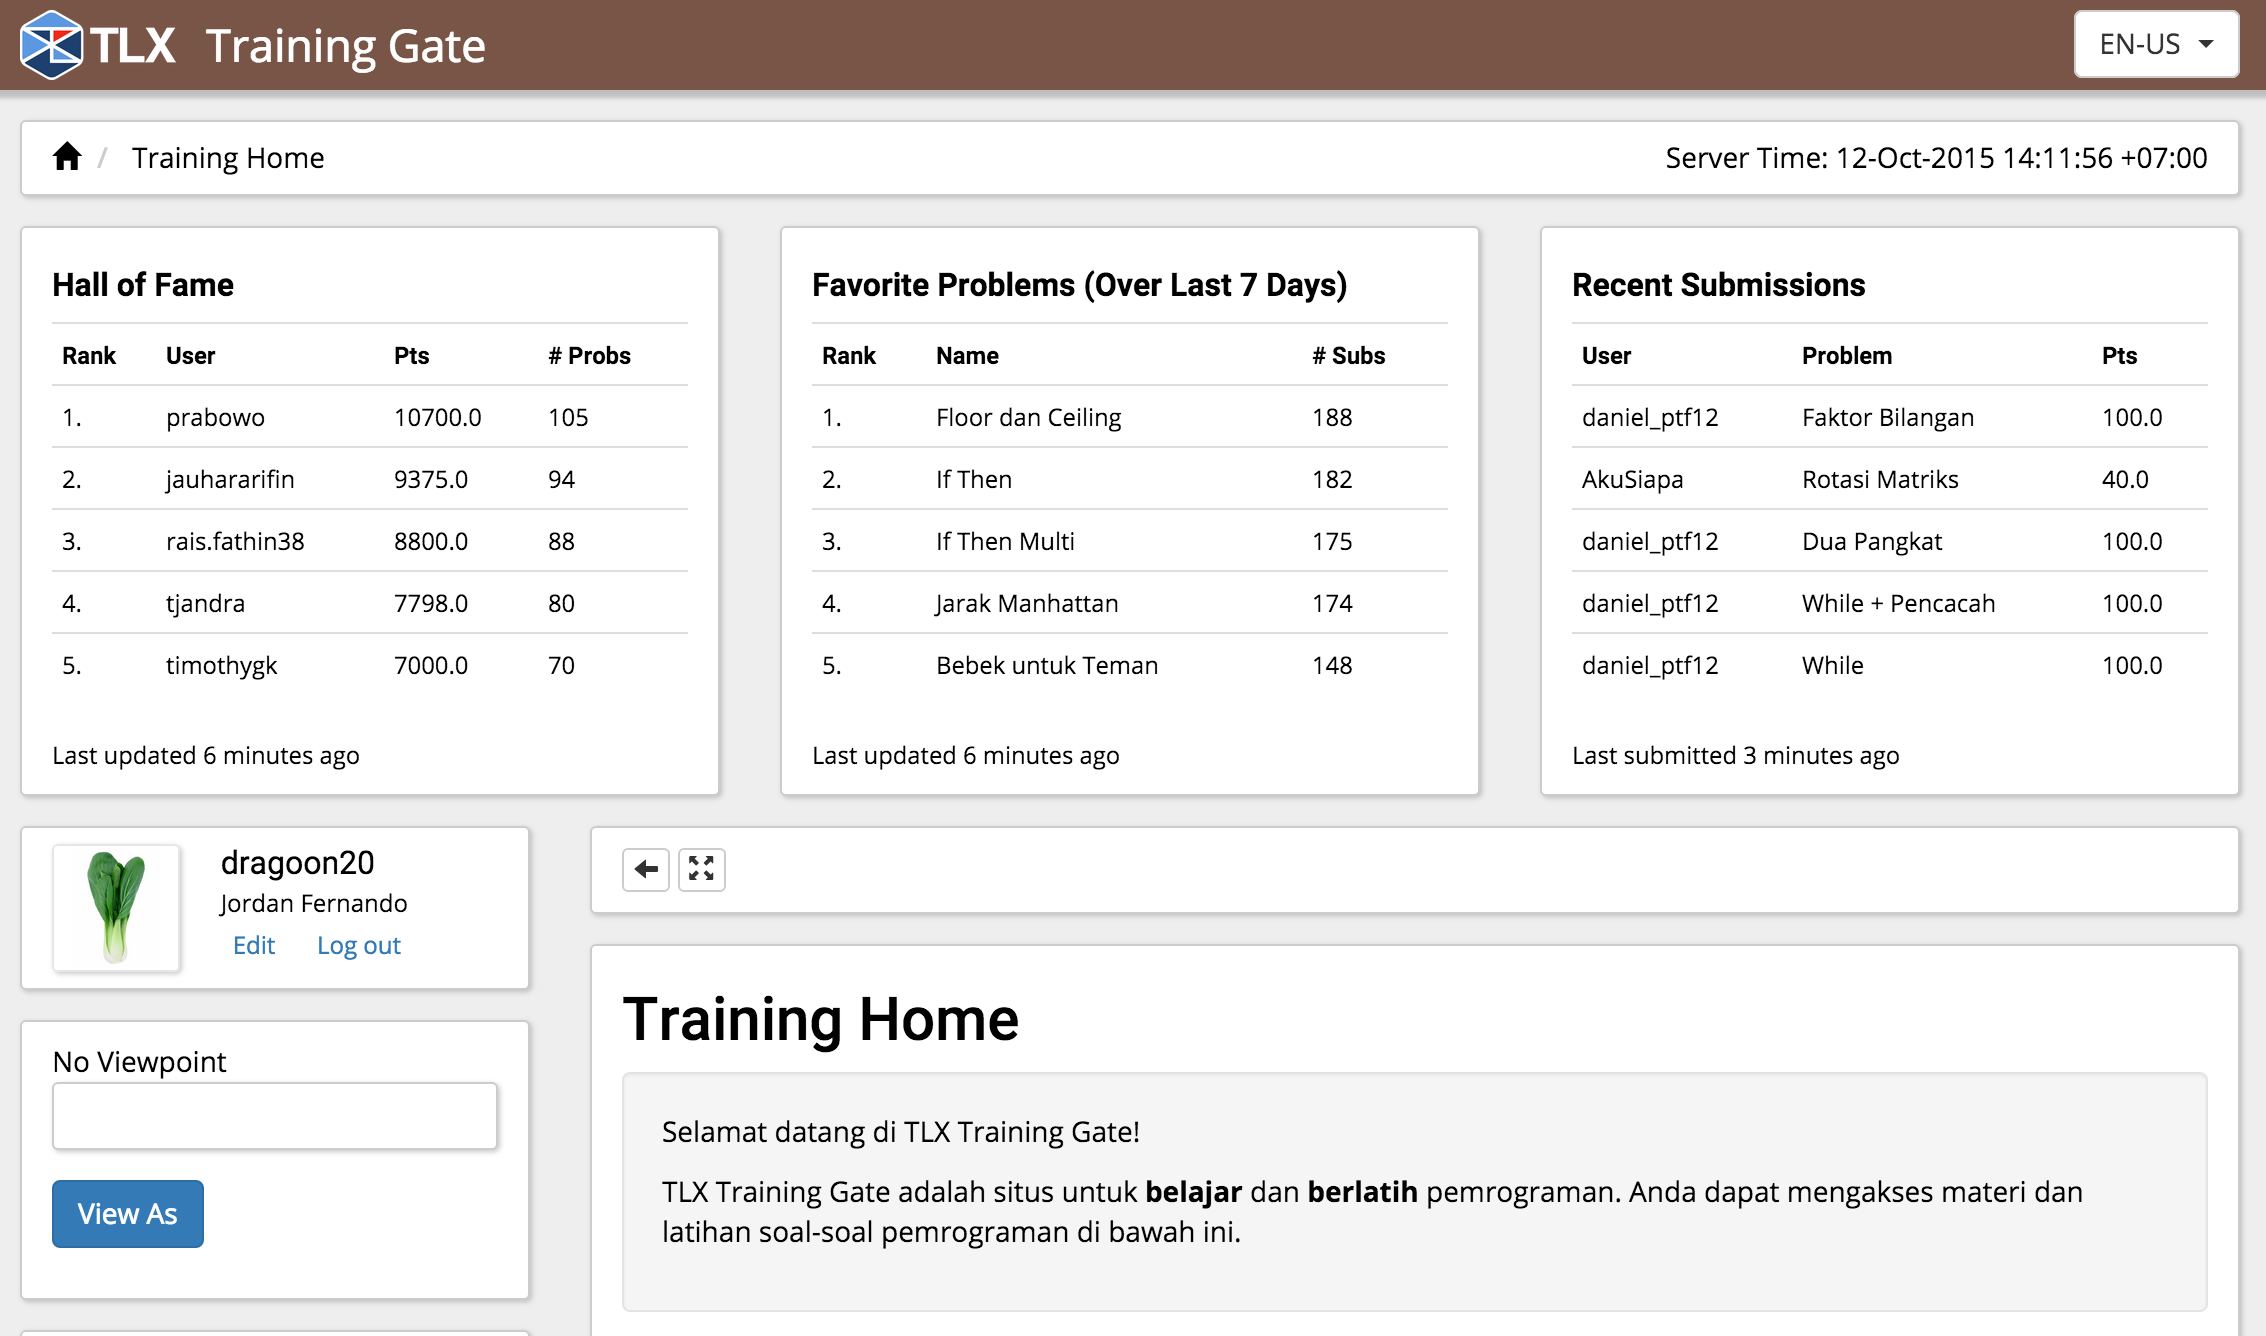 TLX Training Gate
EN-US
Training Home
Server Time: 12-Oct-2015 14:11:56 +07:00
Hall of Fame
Rank User Pts # Probs
1. prabowo 10700.0 105
2. jauhararifin 9375.0 94
3. rais.fathin38 8800.0 88
4. tjandra 7798.0 80
5. timothygk 7000.0 70
Last updated 6 minutes ago
Favorite Problems (Over Last 7 Days)
Rank Name # Subs
1. Floor dan Ceiling 188
2. If Then 182
3. If Then Multi 175
4. Jarak Manhattan 174
5. Bebek untuk Teman 148
Last updated 6 minutes ago
Recent Submissions
User Problem Pts
daniel_ptf12 Faktor Bilangan 100.0
AkuSiapa Rotasi Matriks 40.0
daniel_ptf12 Dua Pangkat 100.0
daniel_ptf12 While + Pencacah 100.0
daniel_ptf12 While 100.0
Last submitted 3 minutes ago
dragoon20
Jordan Fernando
Edit Log out
No Viewpoint
View As
Training Home
Selamat datang di TLX Training Gate!
TLX Training Gate adalah situs untuk belajar dan berlatih pemrograman. Anda dapat mengakses materi dan
latihan soal-soal pemrograman di bawah ini.